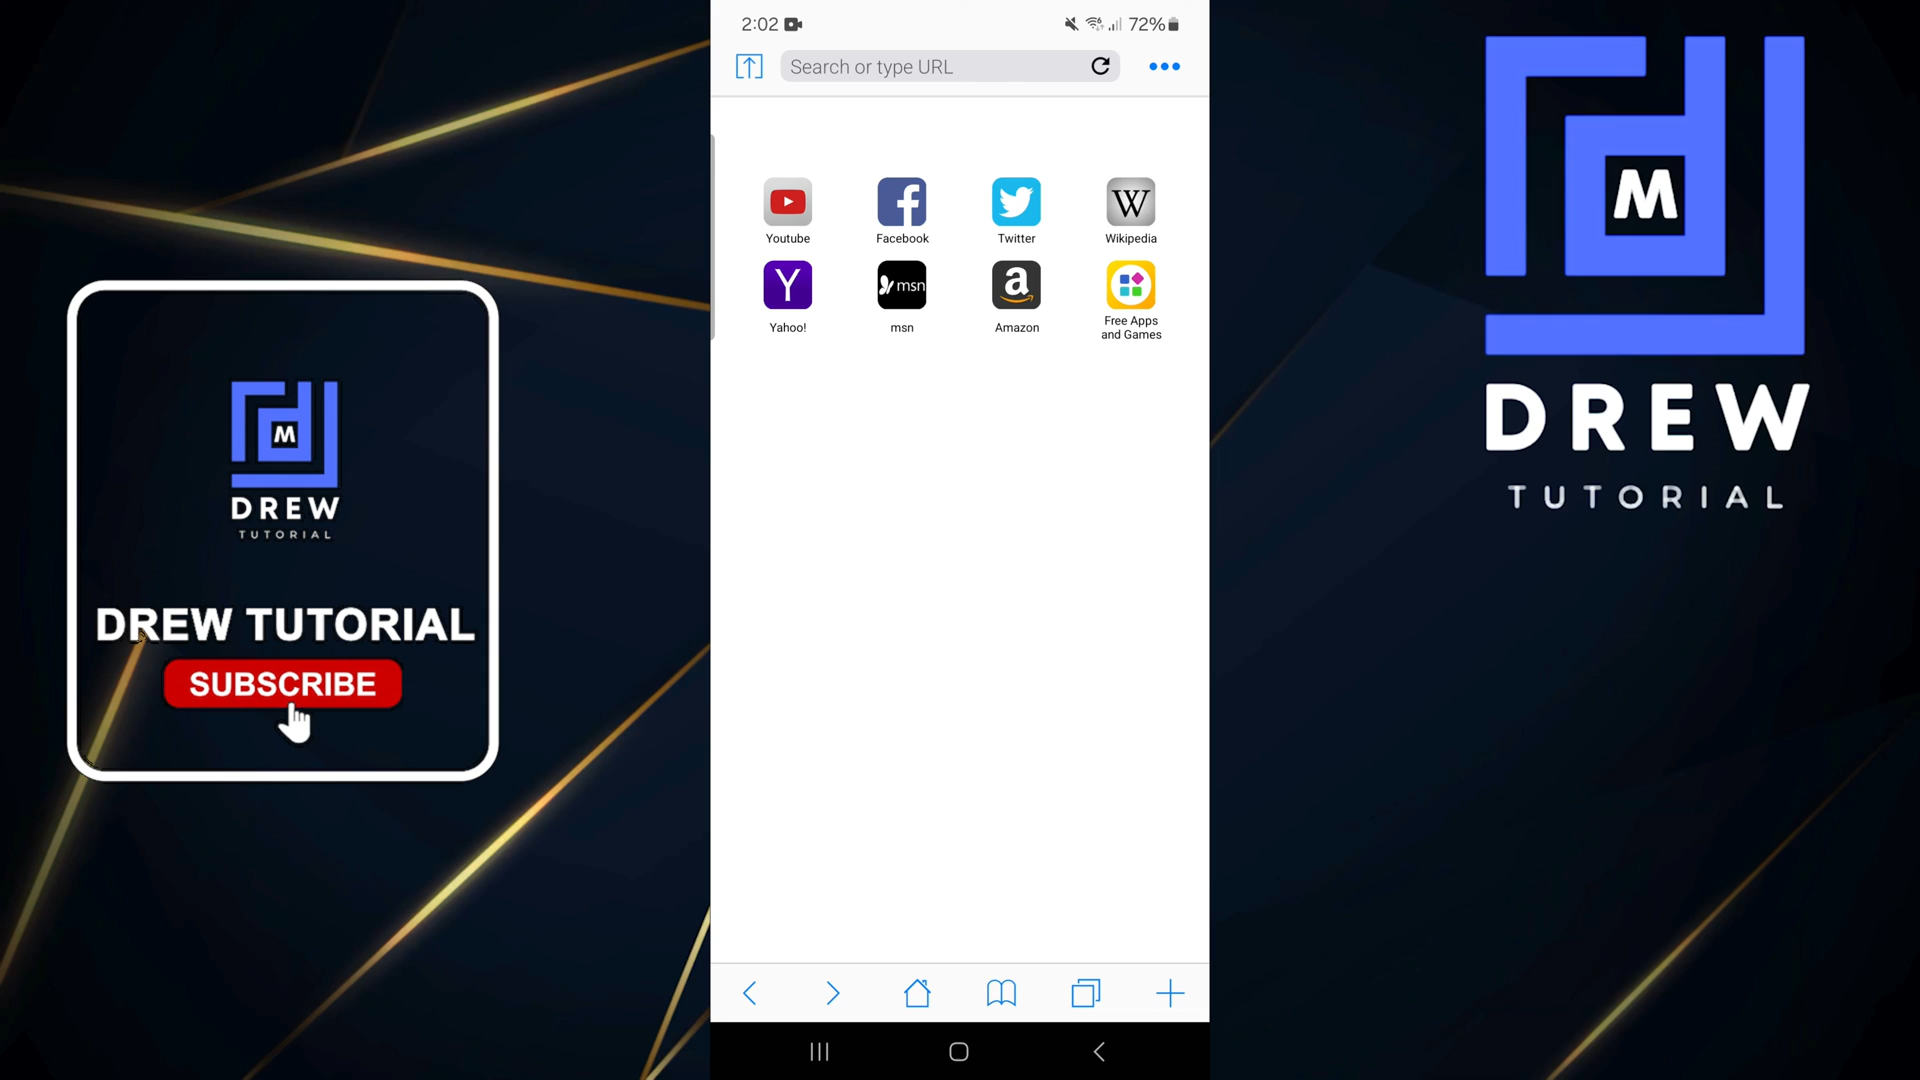 2:02
72%
Search or type URL
Youtube
Facebook
Twitter
W
Wikipedia
Y
msn
a
Yahoo!
msn
Amazon
Free Apps
and Games
M
DREW
TUTORIAL
DREW TUTORIAL
SUBSCRIBE
M
DREW
TUTORIAL